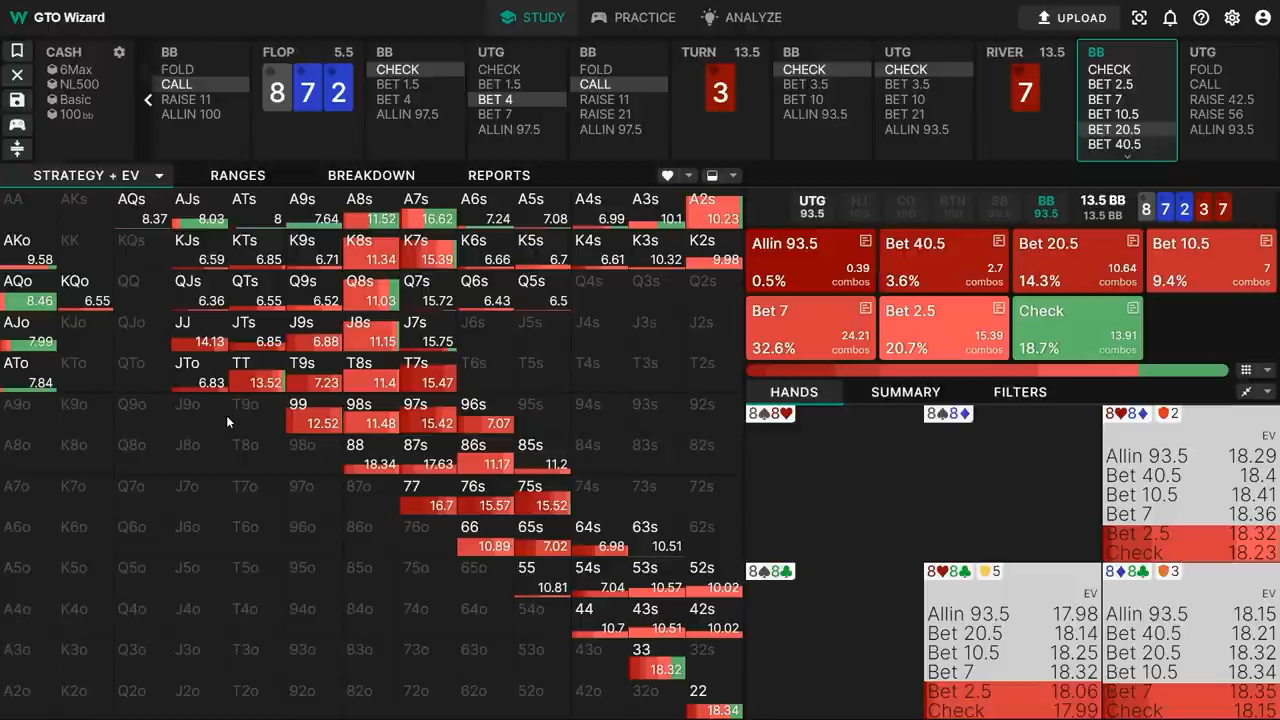 GTO Wizard
STUDY
PRACTICE
ANALYZE
UPLOAD
CASH
6Max
NL500
Basic
100bb
BB
FOLD
CALL
RAISE 11
ALLIN 100
FLOP 5.5
8 7 2
BB
CHECK
BET 1.5
BET 4
ALLIN 97.5
UTG
CHECK
BET 1.5
BET 4
BET 7
ALLIN 97.5
BB
FOLD
CALL
RAISE 11
RAISE 21
ALLIN 97.5
TURN 13.5
3
BB
CHECK
BET 3.5
BET 10
ALLIN 93.5
UTG
CHECK
BET 3.5
BET 10
BET 21
ALLIN 93.5
RIVER 13.5
7
BB
CHECK
BET 2.5
BET 7
BET 10.5
BET 20.5
BET 40.5
UTG
FOLD
CALL
RAISE 42.5
RAISE 56
ALLIN 93.5
STRATEGY + EV
RANGES
BREAKDOWN
REPORTS
AA AKs AQs AJs ATs A9s A8s A7s A6s A5s A4s A3s A2s
8.37 8.03 8 7.64 11.52 16.62 7.24 7.08 6.99 10.1 10.23
AKo KK KQs KJs KTs K9s K8s K7s K6s K5s K4s K3s K2s
9.58 6.59 6.85 6.71 11.34 15.39 6.66 6.7 6.61 10.32 9.98
AQo KQo QQ QJs QTs Q9s Q8s Q7s Q6s Q5s Q4s Q3s Q2s
8.46 6.55 6.36 6.55 6.52 11.03 15.72 6.43 6.5
AJo KJo QJo JJ JTs J9s J8s J7s J6s J5s J4s J3s J2s
7.99 14.13 6.85 6.88 11.15 15.75
ATo KTo QTo JTo TT T9s T8s T7s T6s T5s T4s T3s T2s
7.84 6.83 13.52 7.23 11.4 15.47
A9o K9o Q9o J9o T9o 99 98s 97s 96s 95s 94s 93s 92s
12.52 11.48 15.42 7.07
A8o K8o Q8o J8o T8o 98o 88 87s 86s 85s 84s 83s 82s
18.34 17.63 11.17 11.2
A7o K7o Q7o J7o T7o 97o 87o 77 76s 75s 74s 73s 72s
16.7 15.57 15.52
A6o K6o Q6o J6o T6o 96o 86o 76o 66 65s 64s 63s 62s
10.89 7.02 6.98 10.51
A5o K5o Q5o J5o T5o 95o 85o 75o 65o 55 54s 53s 52s
10.81 7.04 10.57 10.02
A4o K4o Q4o J4o T4o 94o 84o 74o 64o 54o 44 43s 42s
10.7 10.51 10.02
A3o K3o Q3o J3o T3o 93o 83o 73o 63o 53o 43o 33 32s
18.32
A2o K2o Q2o J2o T2o 92o 82o 72o 62o 52o 42o 32o 22
18.34
UTG HJ CO BTN SB BB 13.5 BB
93.5 93.5 13.5 BB
8 7 2 3 7
Allin 93.5
0.39
0.5% combos
Bet 40.5
2.7
3.6% combos
Bet 20.5
10.64
14.3% combos
Bet 10.5
7
9.4% combos
Bet 7
24.21
32.6% combos
Bet 2.5
15.39
20.7% combos
Check
13.91
18.7% combos
HANDS
SUMMARY
FILTERS
8♠8♥
8♠8♦
8♥8♦ 2
EV
Allin 93.5 18.29
Bet 40.5 18.4
Bet 10.5 18.41
Bet 7 18.36
Bet 2.5 18.32
Check 18.23
8♠8♣
8♥8♣ 5
EV
Allin 93.5 17.98
Bet 20.5 18.14
Bet 10.5 18.25
Bet 7 18.32
Bet 2.5 18.06
Check 17.99
8♦8♣ 3
EV
Allin 93.5 18.15
Bet 40.5 18.21
Bet 20.5 18.32
Bet 10.5 18.34
Bet 7 18.35
Check 18.15